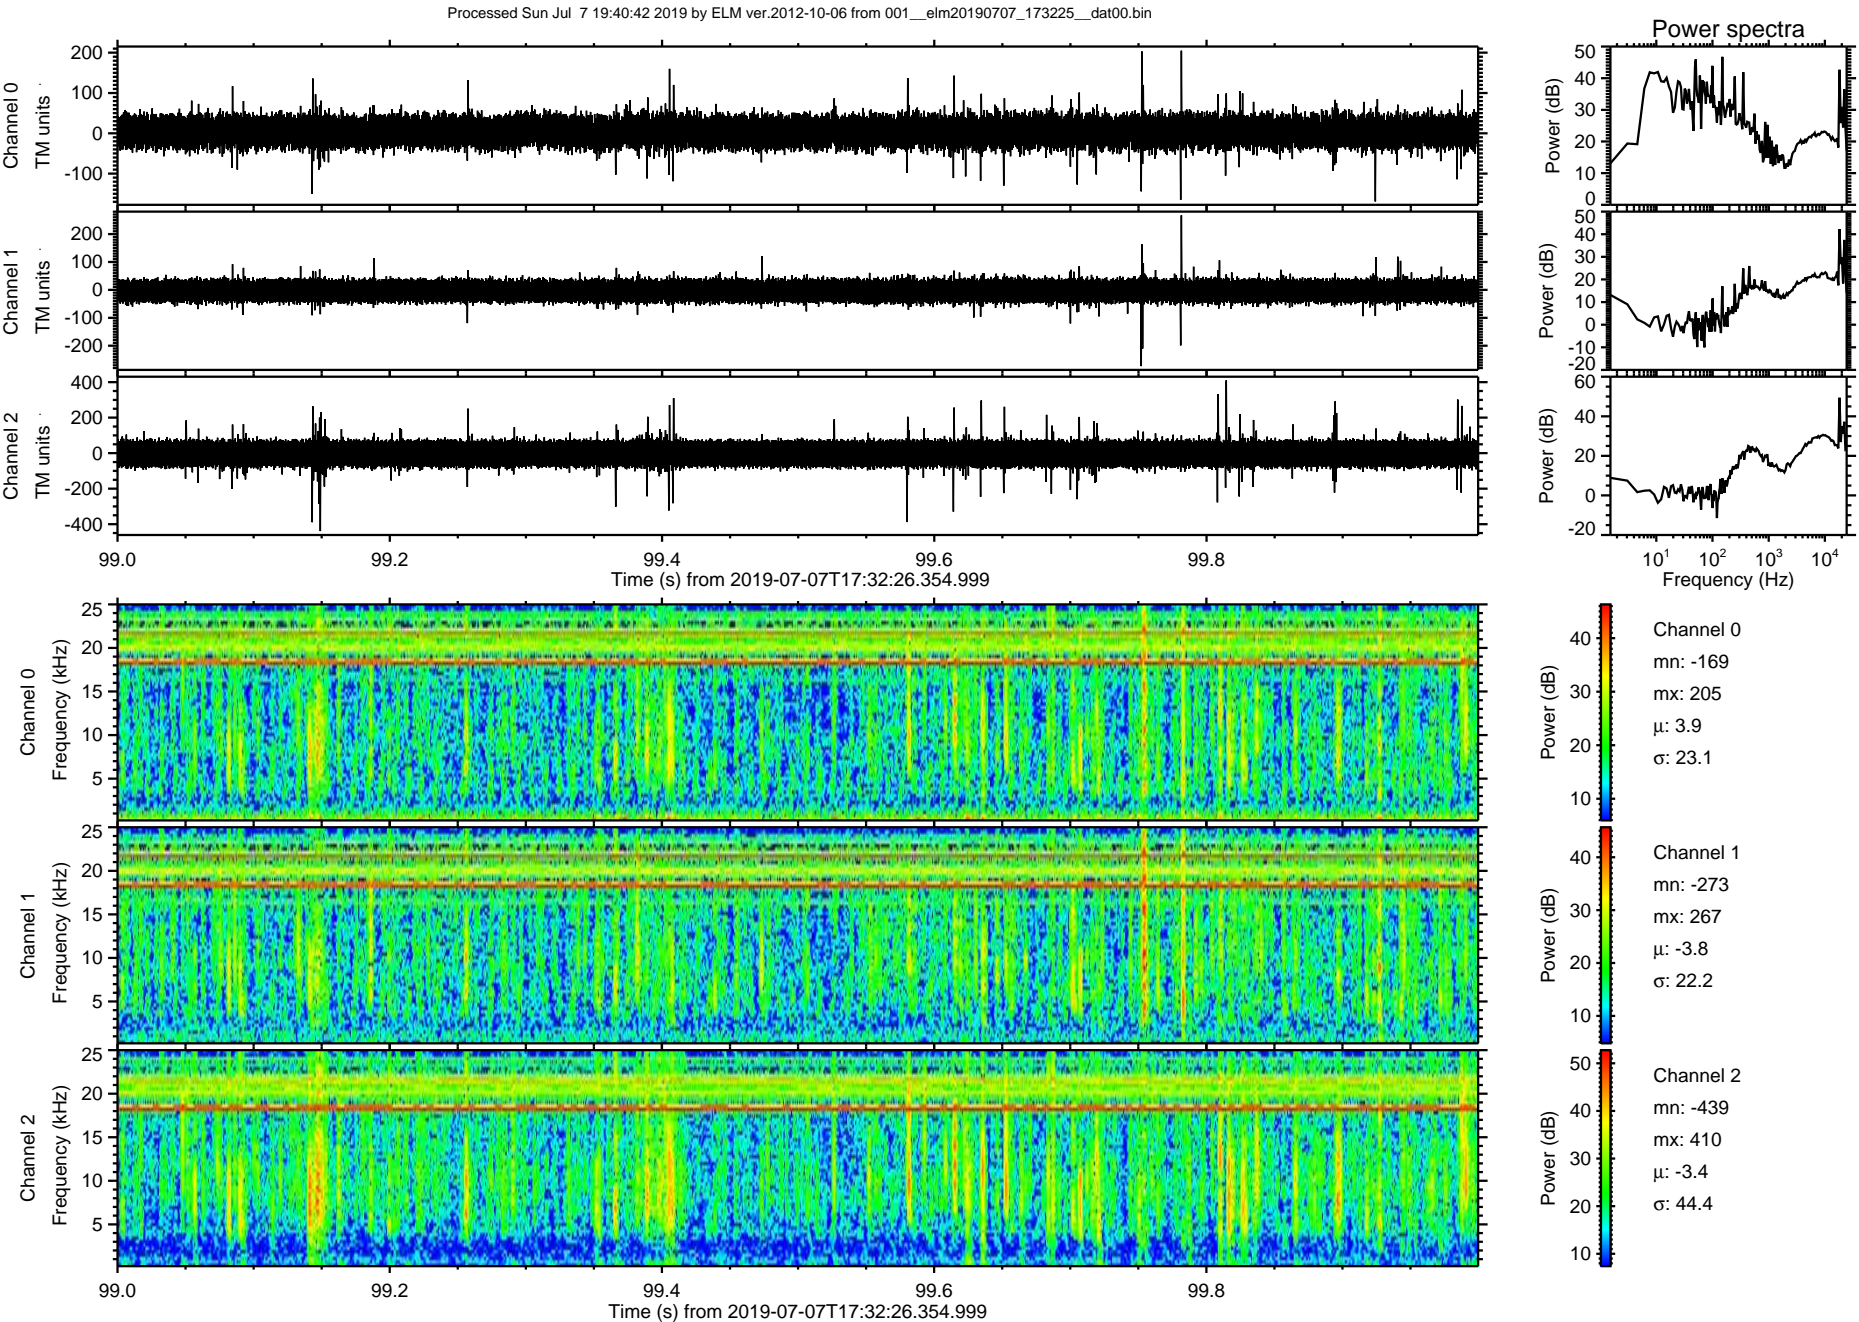 Processed Sun Jul  7 19:40:42 2019 by ELM ver.2012-10-06 from 001__elm20190707_173225__dat00.bin
Power spectra
Channel 0
TM units
200
100
0
-100
Power (dB)
50
40
30
20
10
0
Channel 1
TM units
200
100
0
-100
-200
Power (dB)
50
40
30
20
10
0
-10
-20
Channel 2
TM units
400
200
0
-200
-400
Power (dB)
60
40
20
0
-20
99.0 99.2 99.4 99.6 99.8
Time (s) from 2019-07-07T17:32:26.354.999
10¹ 10² 10³ 10⁴
Frequency (Hz)
Channel 0
Frequency (kHz)
25
20
15
10
5
Power (dB)
40
30
20
10
Channel 0
mn: -169
mx: 205
μ: 3.9
σ: 23.1
Channel 1
Frequency (kHz)
25
20
15
10
5
Power (dB)
40
30
20
10
Channel 1
mn: -273
mx: 267
μ: -3.8
σ: 22.2
Channel 2
Frequency (kHz)
25
20
15
10
5
Power (dB)
50
40
30
20
10
Channel 2
mn: -439
mx: 410
μ: -3.4
σ: 44.4
99.0 99.2 99.4 99.6 99.8
Time (s) from 2019-07-07T17:32:26.354.999